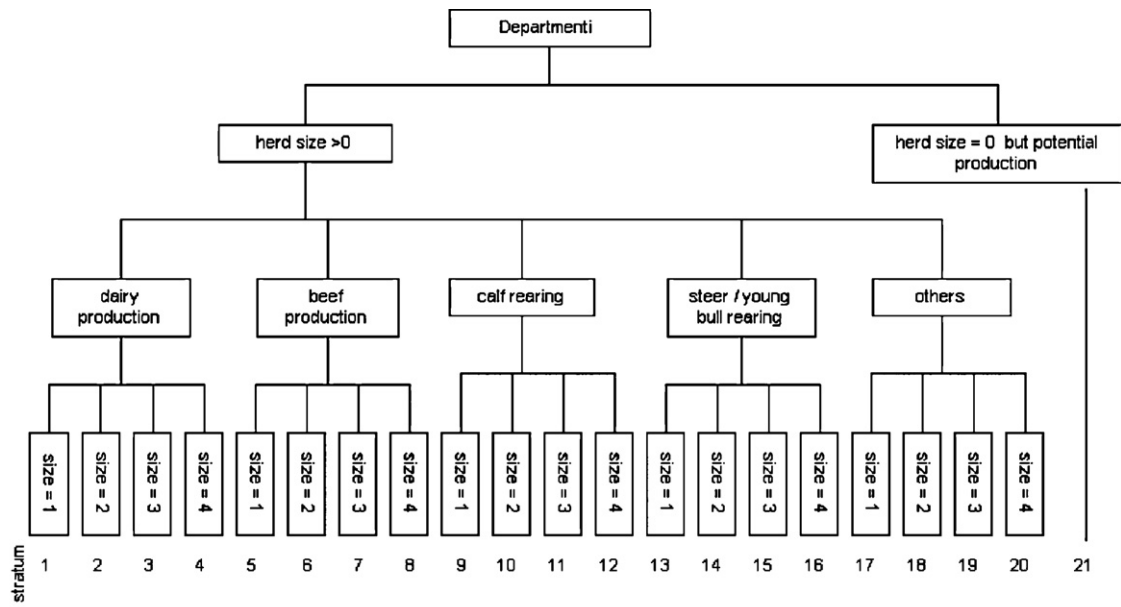 Departmenti
herd size >0
herd size = 0 but potential
production
dairy
production
beef
production
calf rearing
steer / young
bull rearing
others
size = 1
size = 2
size = 3
size = 4
size = 1
size = 2
size = 3
size = 4
size = 1
size = 2
size = 3
size = 4
size = 1
size = 2
size = 3
size = 4
size = 1
size = 2
size = 3
size = 4
stratum
1 2 3 4 5 6 7 8 9 10 11 12 13 14 15 16 17 18 19 20 21